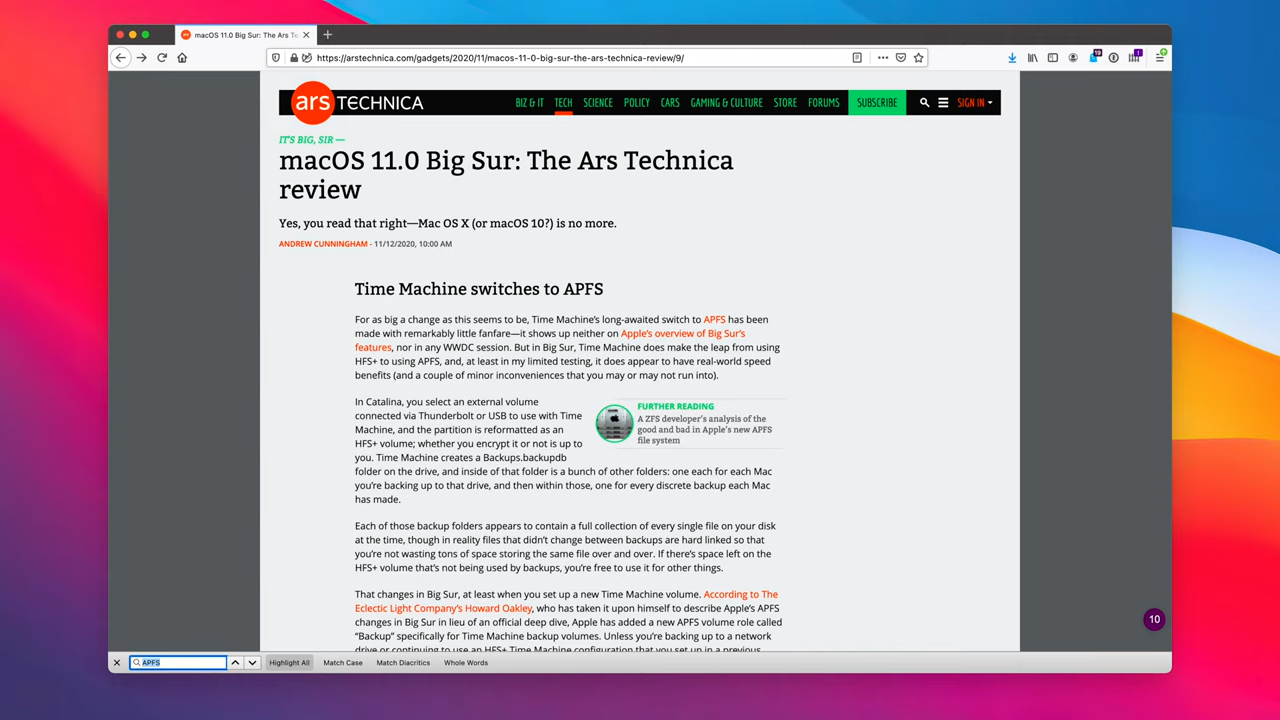 macOS 11.0 Big Sur: The Ars Te
https://arstechnica.com/gadgets/2020/11/macos-11-0-big-sur-the-ars-technica-review/9/
19
ars TECHNICA
BIZ & IT TECH SCIENCE POLICY CARS GAMING & CULTURE STORE FORUMS SUBSCRIBE SIGN IN
IT'S BIG, SIR —
macOS 11.0 Big Sur: The Ars Technica
review
Yes, you read that right—Mac OS X (or macOS 10?) is no more.
ANDREW CUNNINGHAM - 11/12/2020, 10:00 AM
Time Machine switches to APFS
For as big a change as this seems to be, Time Machine's long-awaited switch to APFS has been
made with remarkably little fanfare—it shows up neither on Apple's overview of Big Sur's
features, nor in any WWDC session. But in Big Sur, Time Machine does make the leap from using
HFS+ to using APFS, and, at least in my limited testing, it does appear to have real-world speed
benefits (and a couple of minor inconveniences that you may or may not run into).
In Catalina, you select an external volume
connected via Thunderbolt or USB to use with Time
Machine, and the partition is reformatted as an
HFS+ volume; whether you encrypt it or not is up to
you. Time Machine creates a Backups.backupdb
folder on the drive, and inside of that folder is a bunch of other folders: one each for each Mac
you're backing up to that drive, and then within those, one for every discrete backup each Mac
has made.
FURTHER READING
A ZFS developer's analysis of the
good and bad in Apple's new APFS
file system
Each of those backup folders appears to contain a full collection of every single file on your disk
at the time, though in reality files that didn't change between backups are hard linked so that
you're not wasting tons of space storing the same file over and over. If there's space left on the
HFS+ volume that's not being used by backups, you're free to use it for other things.
That changes in Big Sur, at least when you set up a new Time Machine volume. According to The
Eclectic Light Company's Howard Oakley, who has taken it upon himself to describe Apple's APFS
changes in Big Sur in lieu of an official deep dive, Apple has added a new APFS volume role called
"Backup" specifically for Time Machine backup volumes. Unless you're backing up to a network
drive or continuing to use an HFS+ Time Machine configuration that you set up in a previous
10
APFS Highlight All Match Case Match Diacritics Whole Words